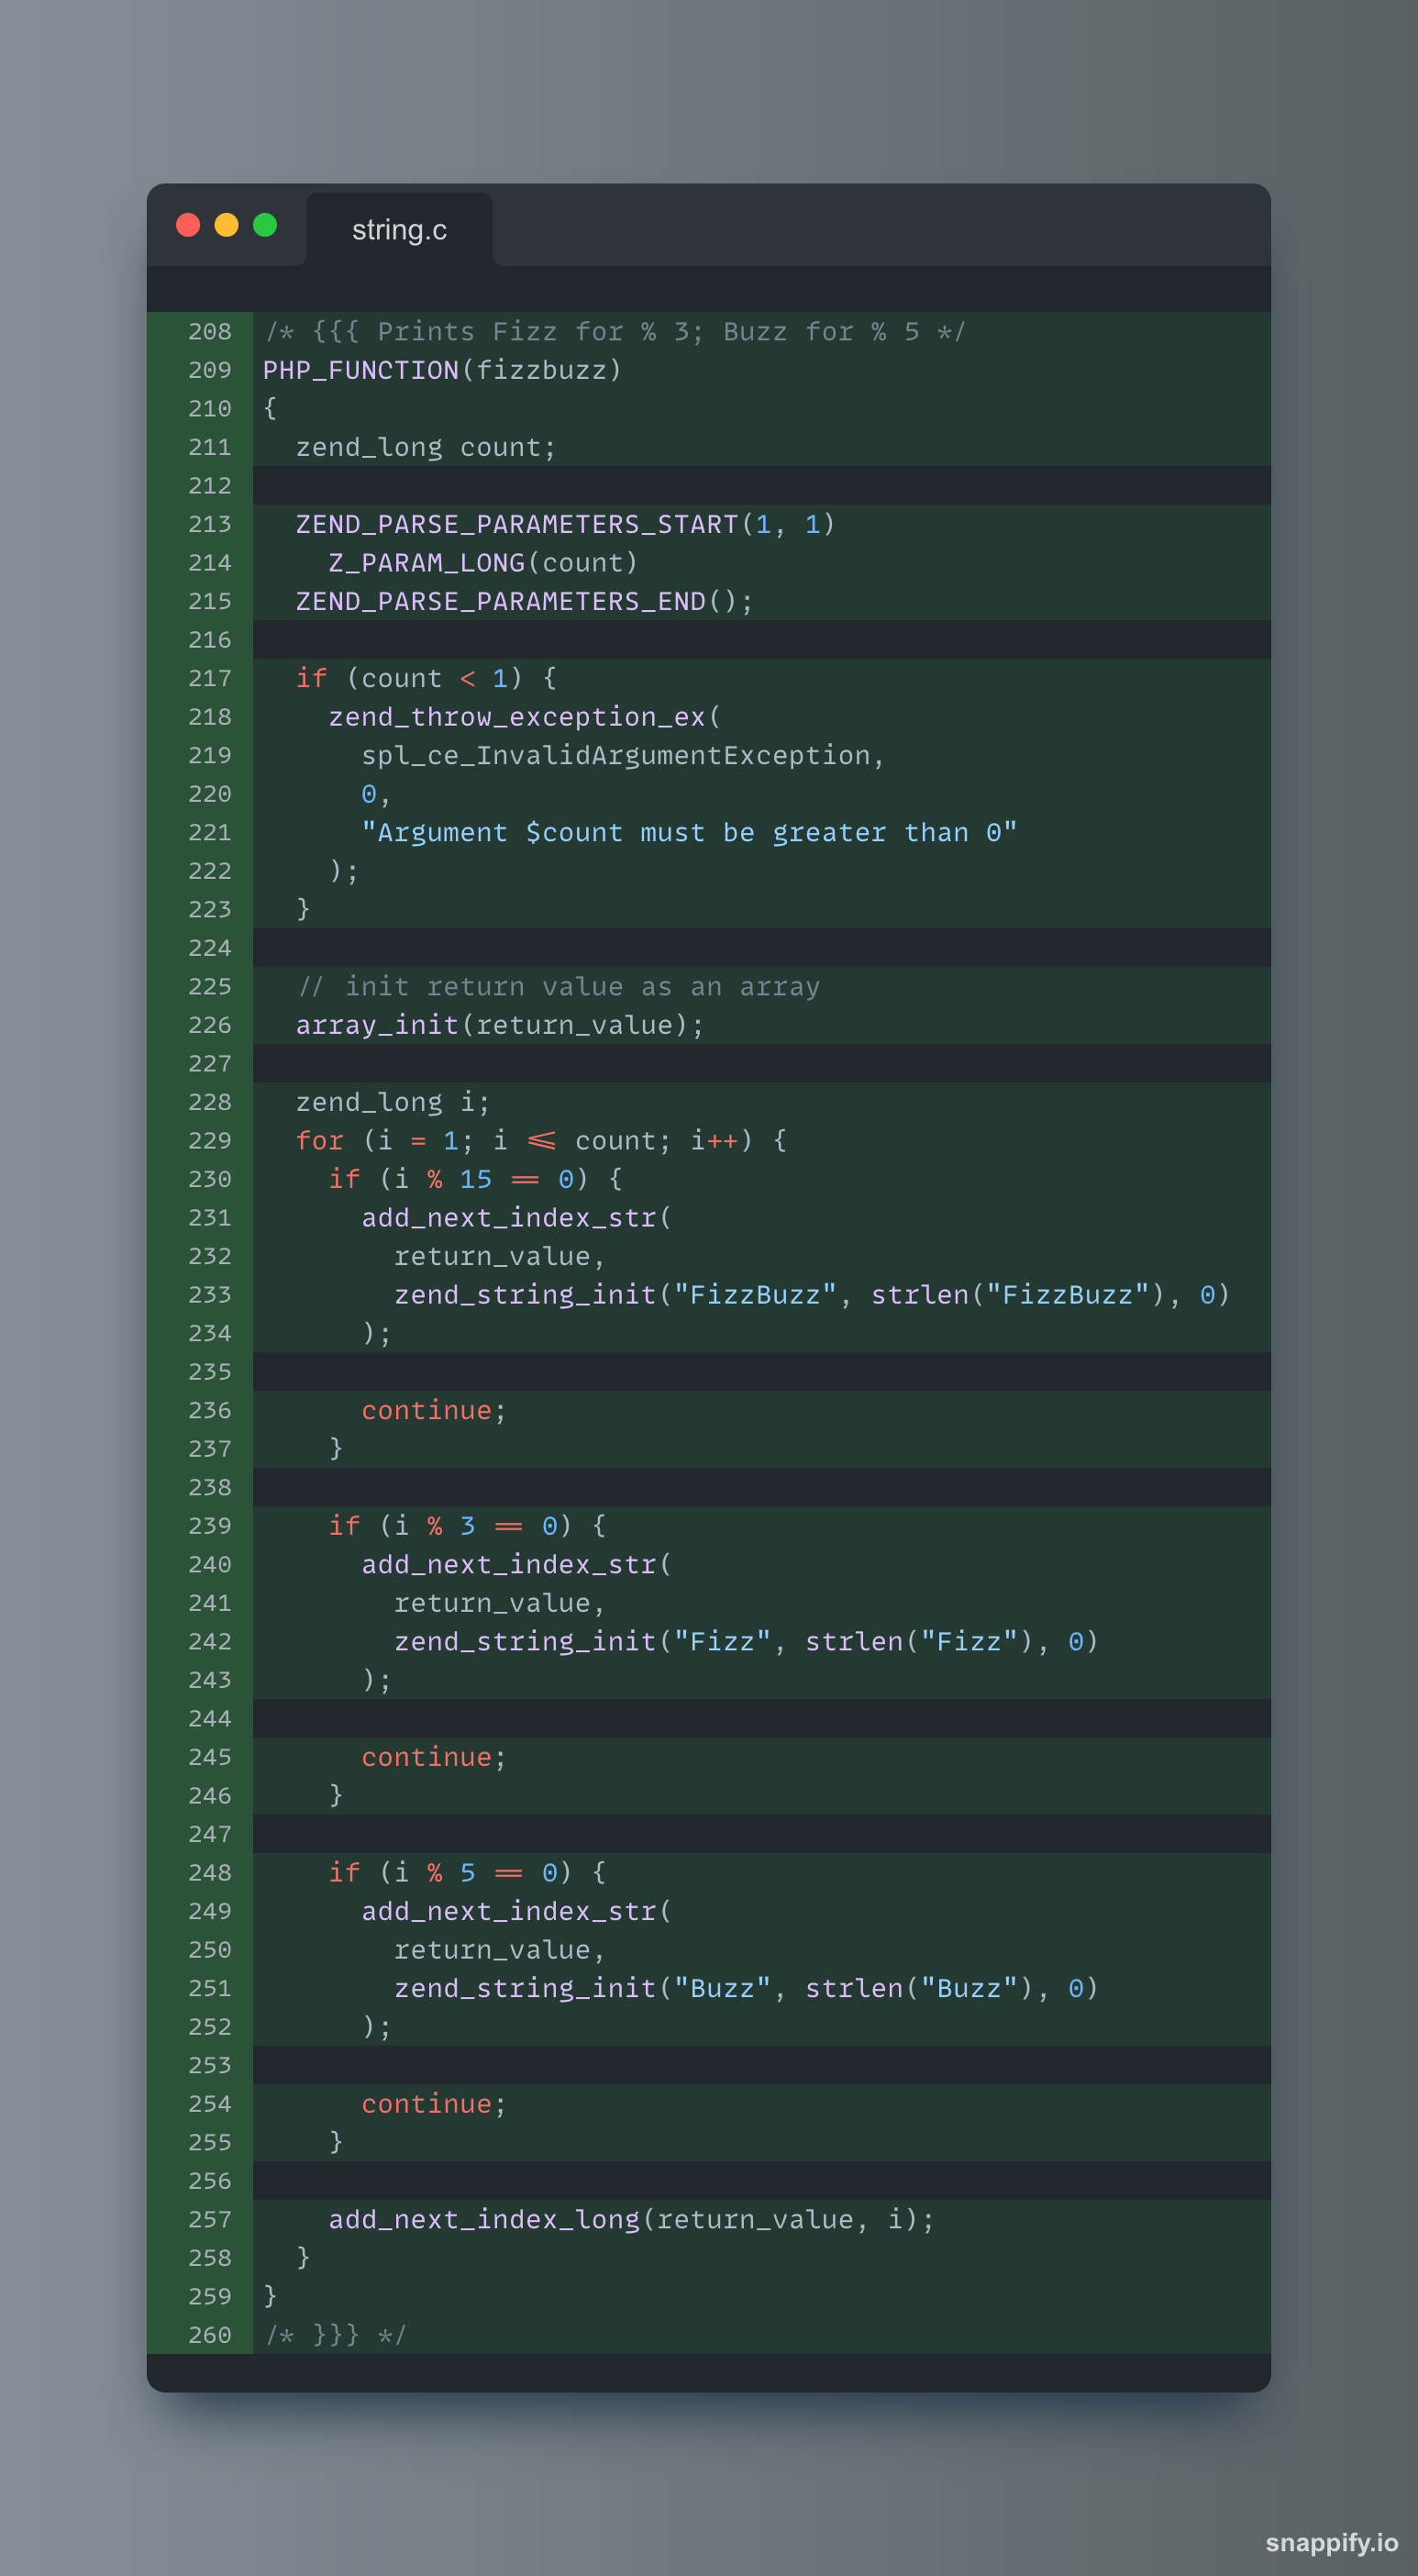 string.c
208 /* {{{ Prints Fizz for % 3; Buzz for % 5 */
209 PHP_FUNCTION(fizzbuzz)
210 {
211   zend_long count;
212
213   ZEND_PARSE_PARAMETERS_START(1, 1)
214     Z_PARAM_LONG(count)
215   ZEND_PARSE_PARAMETERS_END();
216
217   if (count < 1) {
218     zend_throw_exception_ex(
219       spl_ce_InvalidArgumentException,
220       0,
221       "Argument $count must be greater than 0"
222     );
223   }
224
225   // init return value as an array
226   array_init(return_value);
227
228   zend_long i;
229   for (i = 1; i <= count; i++) {
230     if (i % 15 == 0) {
231       add_next_index_str(
232         return_value,
233         zend_string_init("FizzBuzz", strlen("FizzBuzz"), 0)
234       );
235
236       continue;
237     }
238
239     if (i % 3 == 0) {
240       add_next_index_str(
241         return_value,
242         zend_string_init("Fizz", strlen("Fizz"), 0)
243       );
244
245       continue;
246     }
247
248     if (i % 5 == 0) {
249       add_next_index_str(
250         return_value,
251         zend_string_init("Buzz", strlen("Buzz"), 0)
252       );
253
254       continue;
255     }
256
257     add_next_index_long(return_value, i);
258   }
259 }
260 /* }}} */
snappify.io